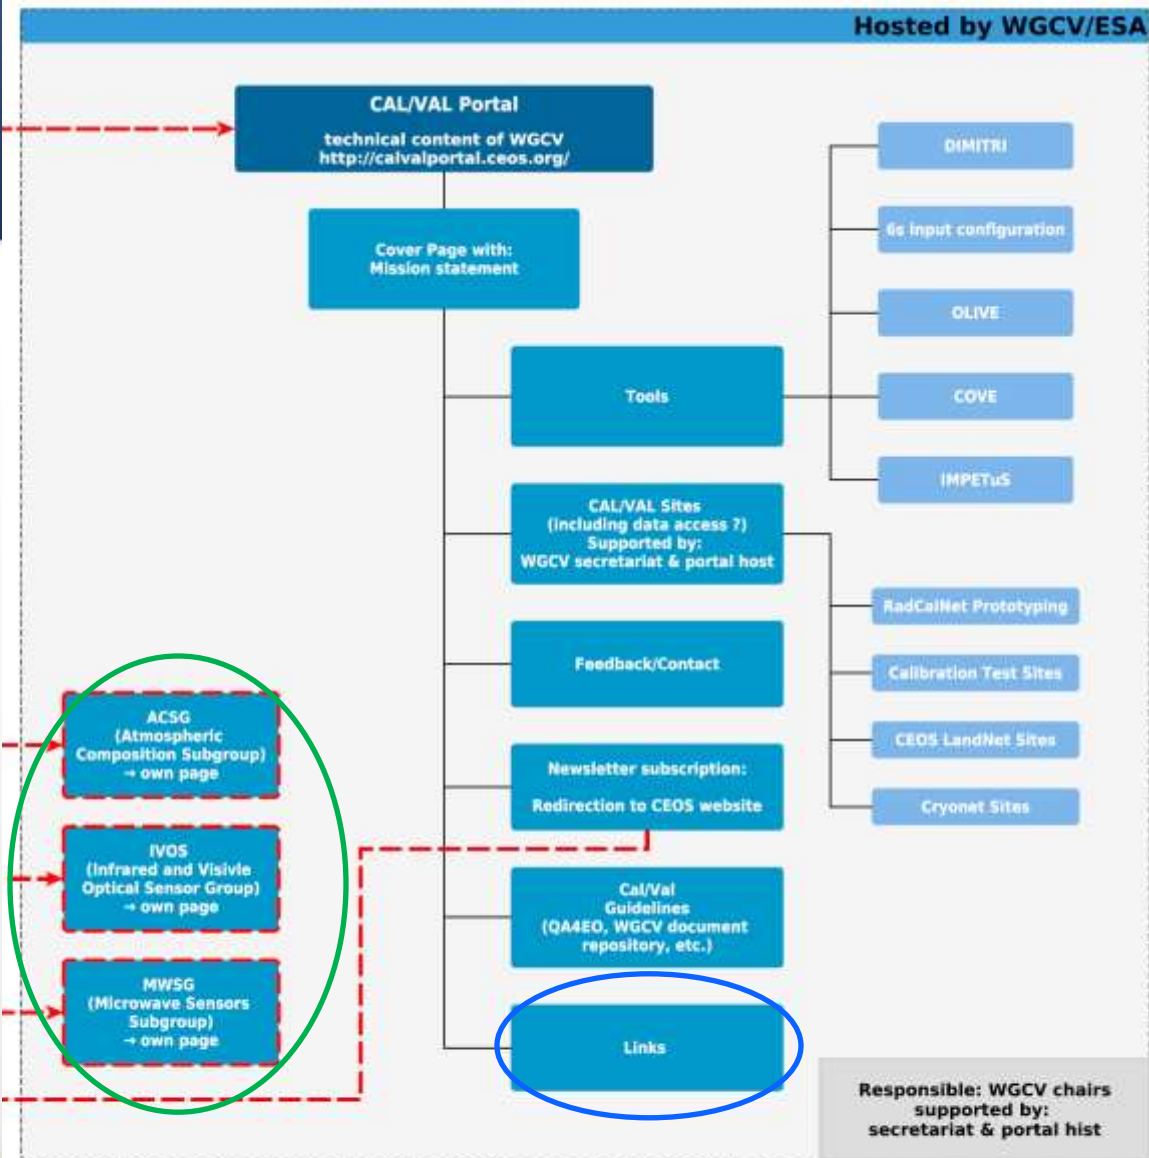 Hosted by WGCV/ESA
CAL/VAL Portal
technical content of WGCV
http://calvalportal.ceos.org/
Cover Page with:
Mission statement
Tools
DIMITRI
6s input configuration
OLIVE
COVE
IMPETuS
CAL/VAL Sites
(including data access ?)
Supported by:
WGCV secretariat & portal host
RadCalNet Prototyping
Calibration Test Sites
CEOS LandNet Sites
Cryonet Sites
Feedback/Contact
Newsletter subscription:
Redirection to CEOS website
Cal/Val
Guidelines
(QA4EO, WGCV document
repository, etc.)
Links
ACSG
(Atmospheric
Composition Subgroup)
→ own page
IVOS
(Infrared and Visivle
Optical Sensor Group)
→ own page
MWSG
(Microwave Sensors
Subgroup)
→ own page
Responsible: WGCV chairs
supported by:
secretariat & portal hist